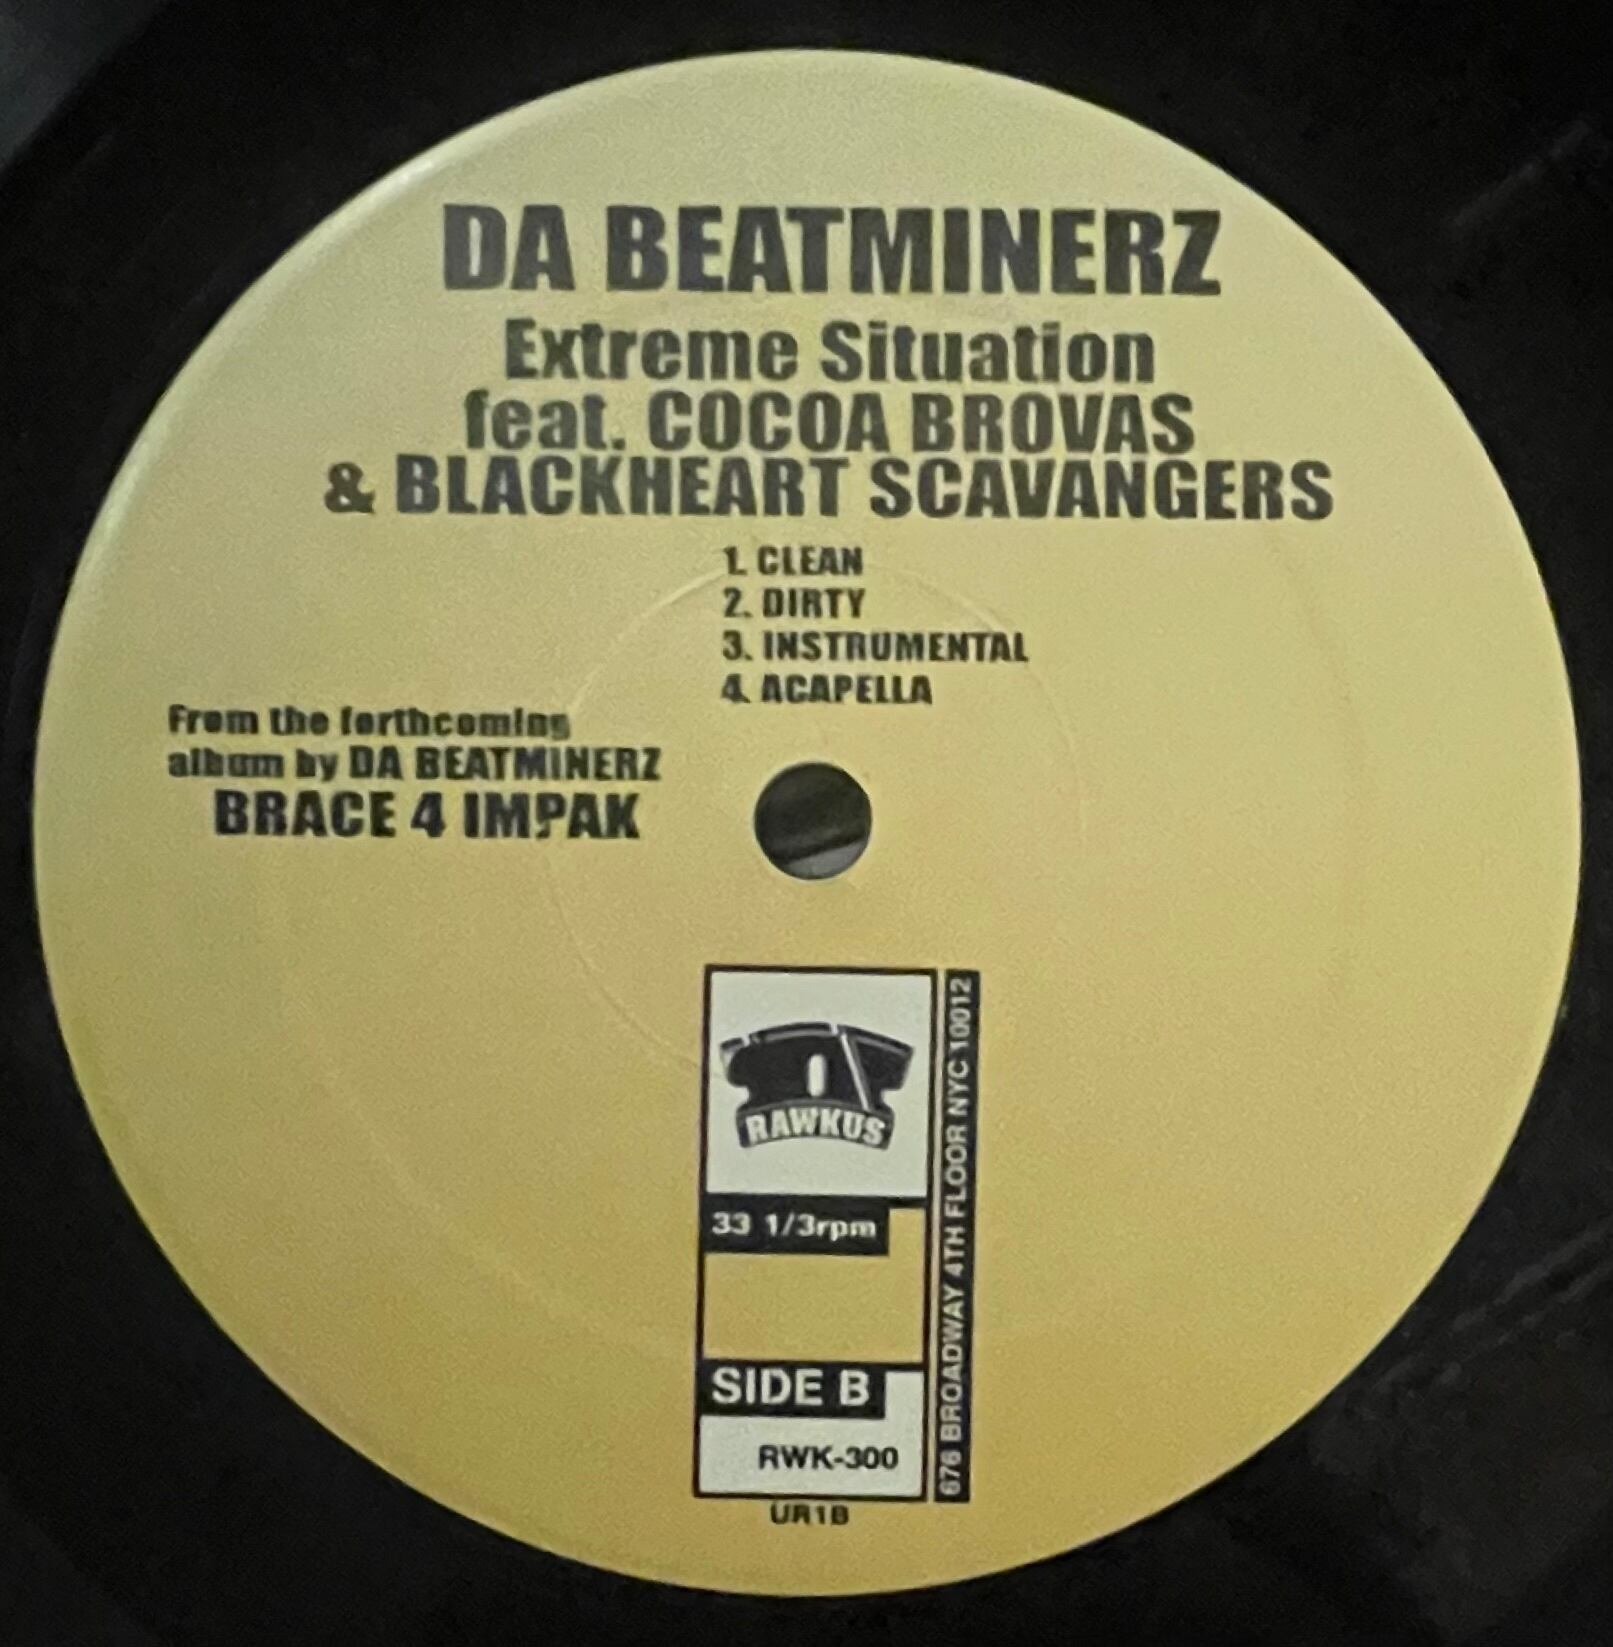 DA BEATMINERZ
Extreme Situation
feat. COCOA BROVAS
& BLACKHEART SCAVANGERS
1. CLEAN
2. DIRTY
3. INSTRUMENTAL
4. ACAPELLA
From the forthcoming
album by DA BEATMINERZ
BRACE 4 IMPAK
RAWKUS
33 1/3rpm
SIDE B
RWK-300
UR1B
676 BROADWAY 4TH FLOOR NYC 10012